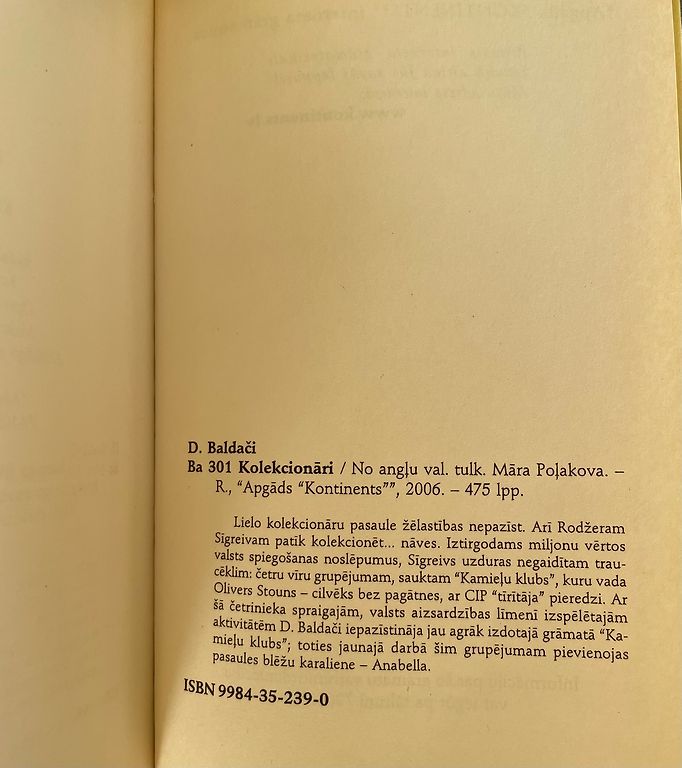 D. Baldači
Ba 301 Kolekcionāri / No angļu val. tulk. Māra Poļakova. –
R., “Apgāds “Kontinents””, 2006. – 475 lpp.
Lielo kolekcionāru pasaule žēlastības nepazīst. Arī Rodžeram
Sīgreivam patīk kolekcionēt... nāves. Iztirgodams miljonu vērtos
valsts spiegošanas noslēpumus, Sīgreivs uzduras negaidītam trau-
cēklim: četru vīru grupējumam, sauktam “Kamieļu klubs”, kuru vada
Olivers Stouns – cilvēks bez pagātnes, ar CIP “tīrītāja” pieredzi. Ar
šā četrinieka spraigajām, valsts aizsardzības līmenī izspēlētajām
aktivitātēm D. Baldači iepazīstināja jau agrāk izdotajā grāmatā “Ka-
mieļu klubs”; toties jaunajā darbā šim grupējumam pievienojas
pasaules blēžu karaliene – Anabella.
ISBN 9984-35-239-0